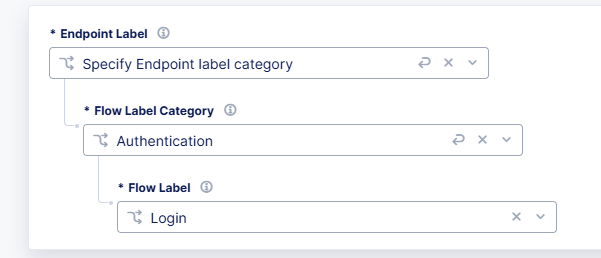 * Endpoint Label
Specify Endpoint label category
* Flow Label Category
Authentication
* Flow Label
Login